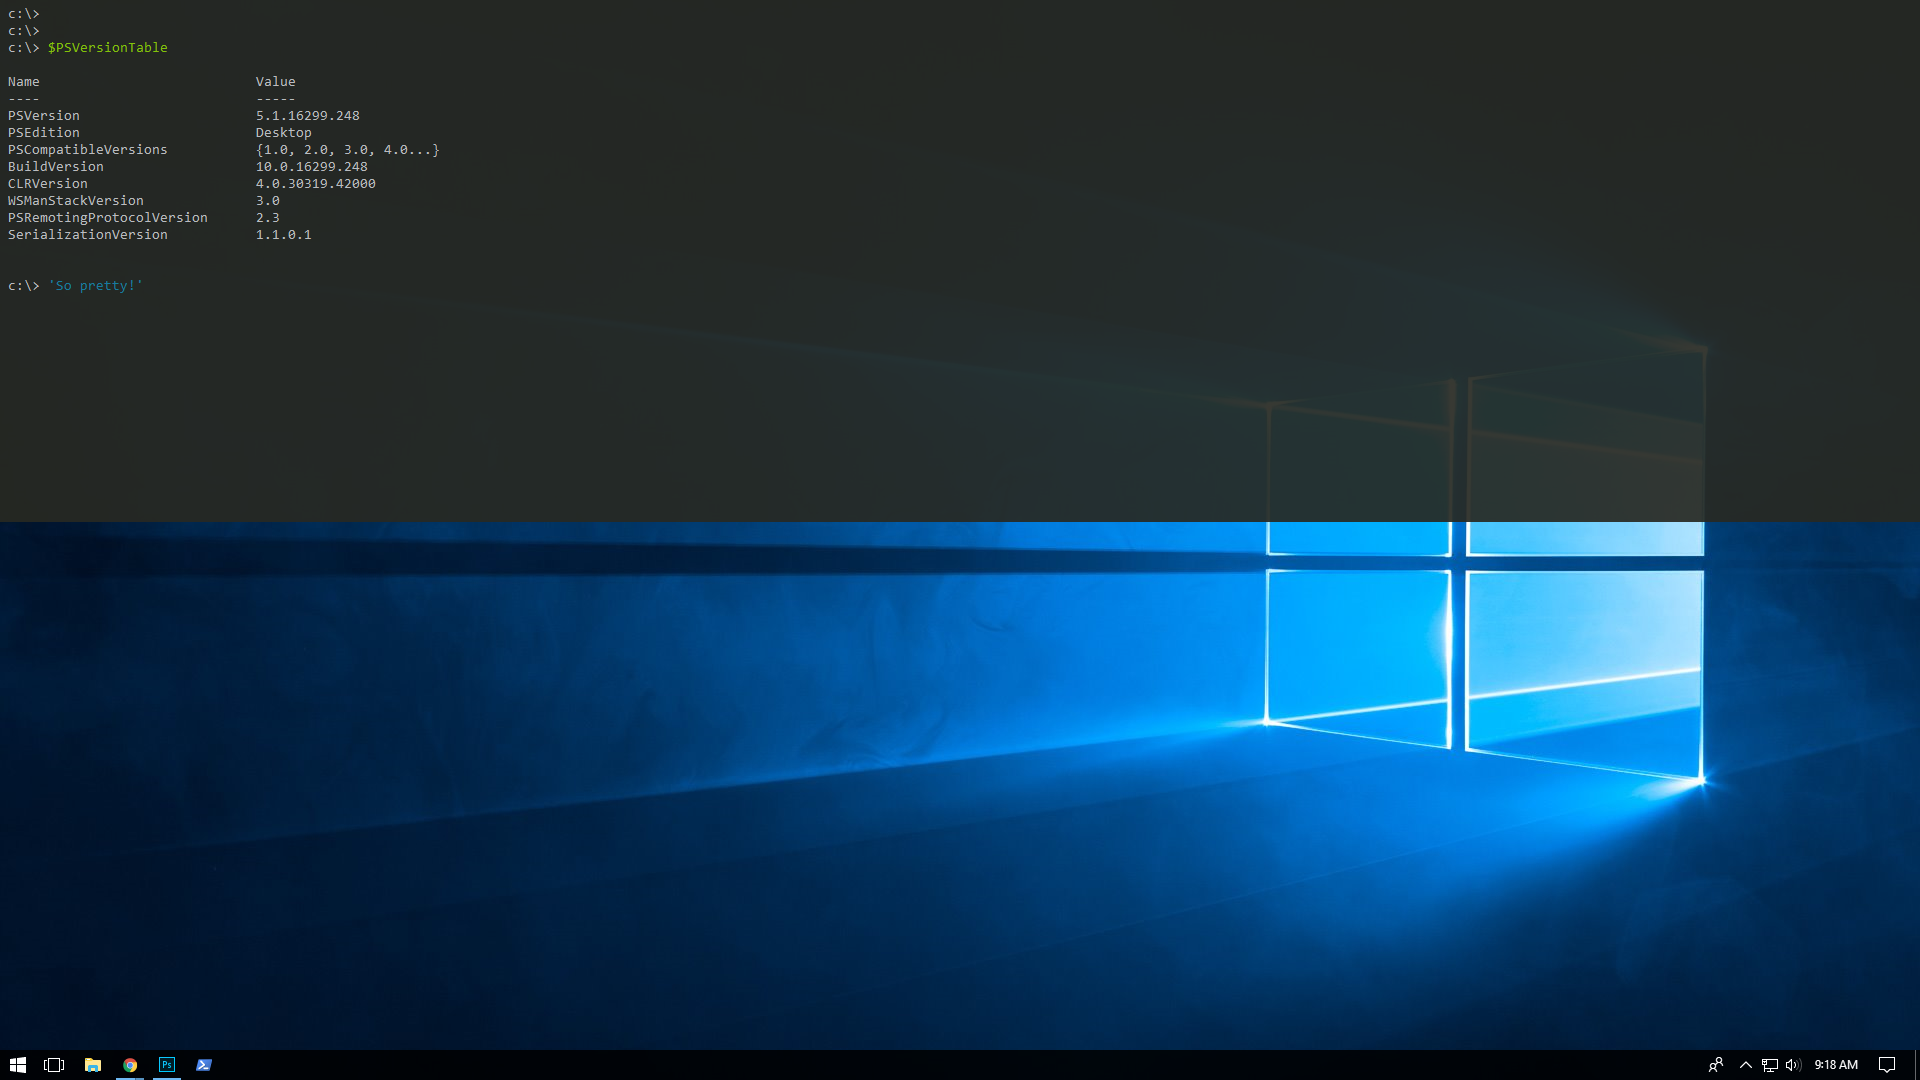 c:\>
c:\>
c:\> $PSVersionTable
Name Value
---- -----
PSVersion 5.1.16299.248
PSEdition Desktop
PSCompatibleVersions {1.0, 2.0, 3.0, 4.0...}
BuildVersion 10.0.16299.248
CLRVersion 4.0.30319.42000
WSManStackVersion 3.0
PSRemotingProtocolVersion 2.3
SerializationVersion 1.1.0.1
c:\> 'So pretty!'
Ps
9:18 AM